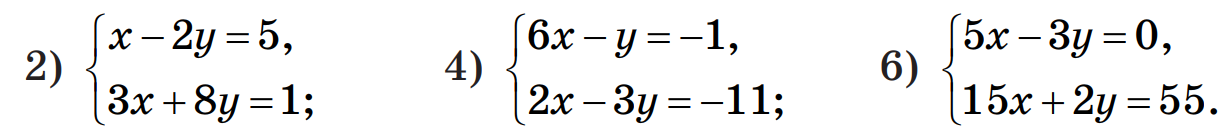 2) { x − 2y = 5,
3x + 8y = 1;
4) { 6x − y = −1,
2x − 3y = −11;
6) { 5x − 3y = 0,
15x + 2y = 55.